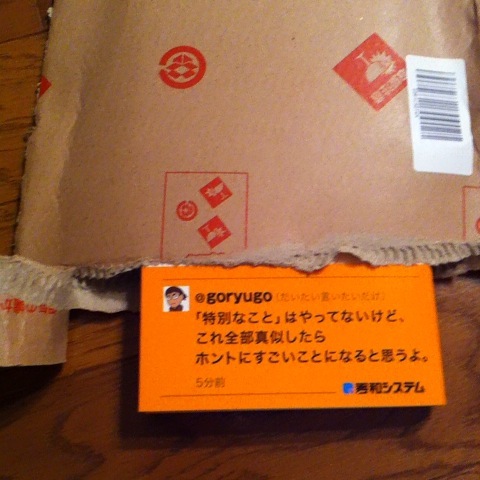 @goryugo(だいたい言いたいだけ)
「特別なこと」はやってないけど、
これ全部真似したら
ホントにすごいことになると思うよ。
5分前
秀和システム